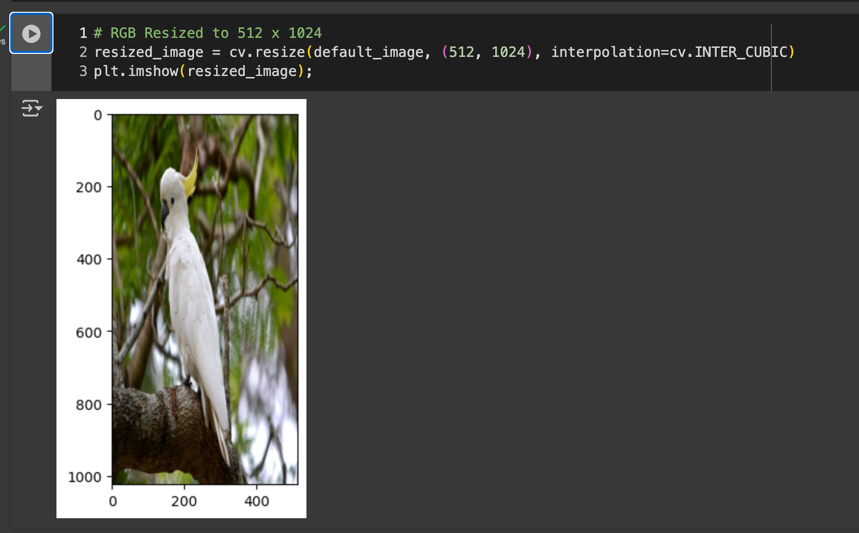 1 # RGB Resized to 512 x 1024
2 resized_image = cv.resize(default_image, (512, 1024), interpolation=cv.INTER_CUBIC)
3 plt.imshow(resized_image);
0
200
400
600
800
1000
0 200 400